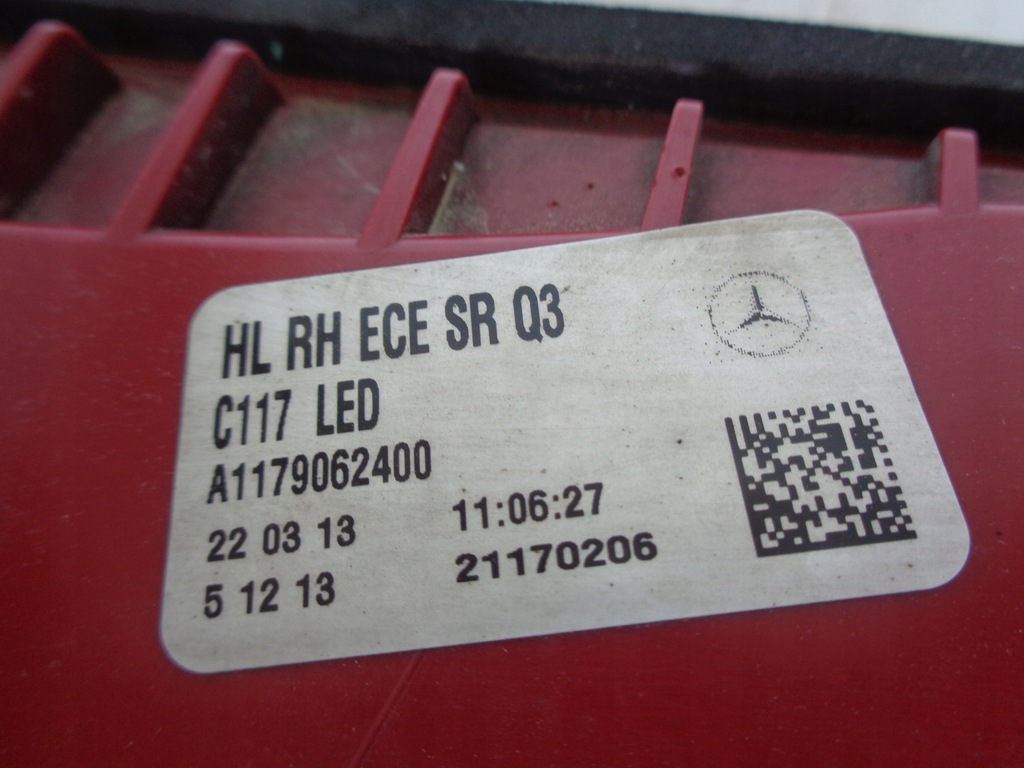 HL RH ECE SR Q3
C117 LED
A1179062400
22 03 13 11:06:27
5 12 13 21170206